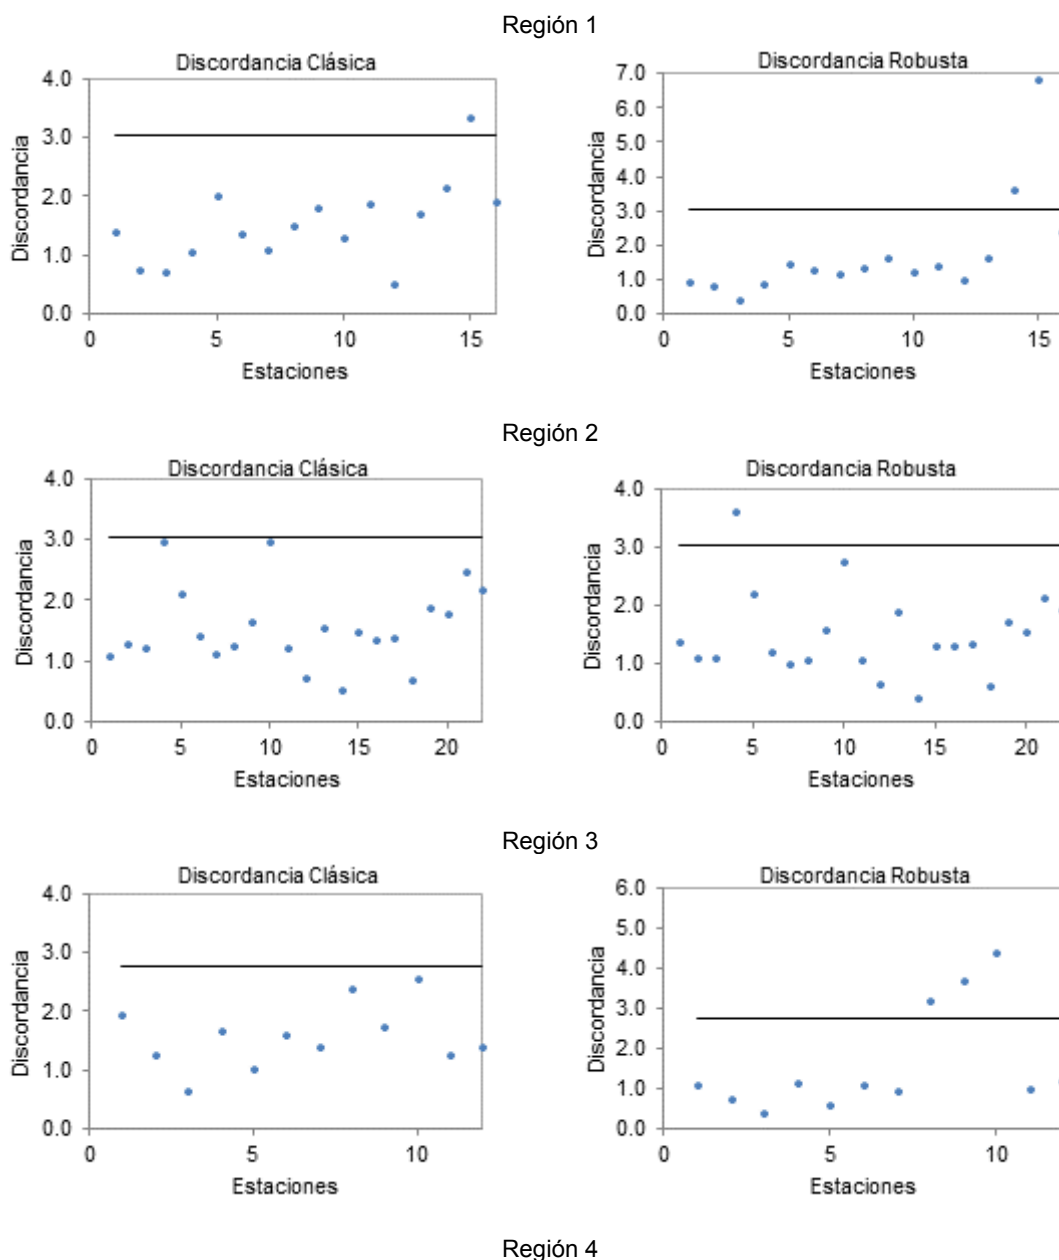 Región 1
Discordancia Clásica
4.0
3.0
2.0
1.0
0.0
Discordancia
0 5 10 15
Estaciones
Discordancia Robusta
7.0
6.0
5.0
4.0
3.0
2.0
1.0
0.0
Discordancia
0 5 10 15
Estaciones
Región 2
Discordancia Clásica
4.0
3.0
2.0
1.0
0.0
Discordancia
0 5 10 15 20
Estaciones
Discordancia Robusta
4.0
3.0
2.0
1.0
0.0
Discordancia
0 5 10 15 20
Estaciones
Región 3
Discordancia Clásica
4.0
3.0
2.0
1.0
0.0
Discordancia
0 5 10
Estaciones
Discordancia Robusta
6.0
5.0
4.0
3.0
2.0
1.0
0.0
Discordancia
0 5 10
Estaciones
Región 4